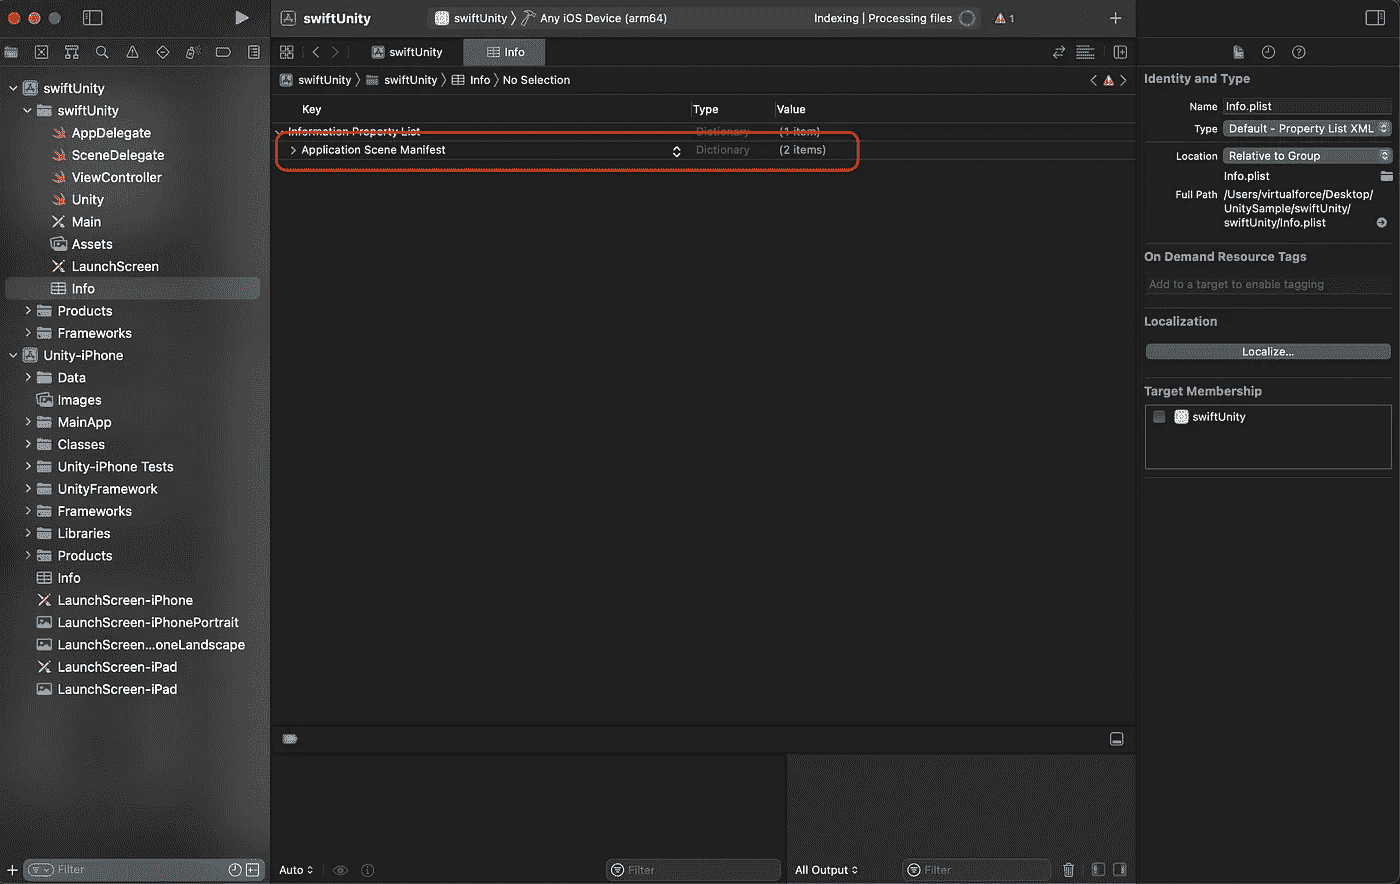 swiftUnity
swiftUnity
Any iOS Device (arm64)
Indexing | Processing files
1
swiftUnity
Info
swiftUnity
swiftUnity
Info
No Selection
swiftUnity
swiftUnity
AppDelegate
SceneDelegate
ViewController
Unity
Main
Assets
LaunchScreen
Info
Products
Frameworks
Unity-iPhone
Data
Images
MainApp
Classes
Unity-iPhone Tests
UnityFramework
Frameworks
Libraries
Products
Info
LaunchScreen-iPhone
LaunchScreen-iPhonePortrait
LaunchScreen...oneLandscape
LaunchScreen-iPad
LaunchScreen-iPad
Filter
Key Type Value
Information Property List Dictionary (1 item)
Application Scene Manifest Dictionary (2 items)
Auto
Filter
All Output
Filter
Identity and Type
Name Info.plist
Type Default - Property List XML
Location Relative to Group
Info.plist
Full Path /Users/virtualforce/Desktop/
UnitySample/swiftUnity/
swiftUnity/Info.plist
On Demand Resource Tags
Add to a target to enable tagging
Localization
Localize...
Target Membership
swiftUnity